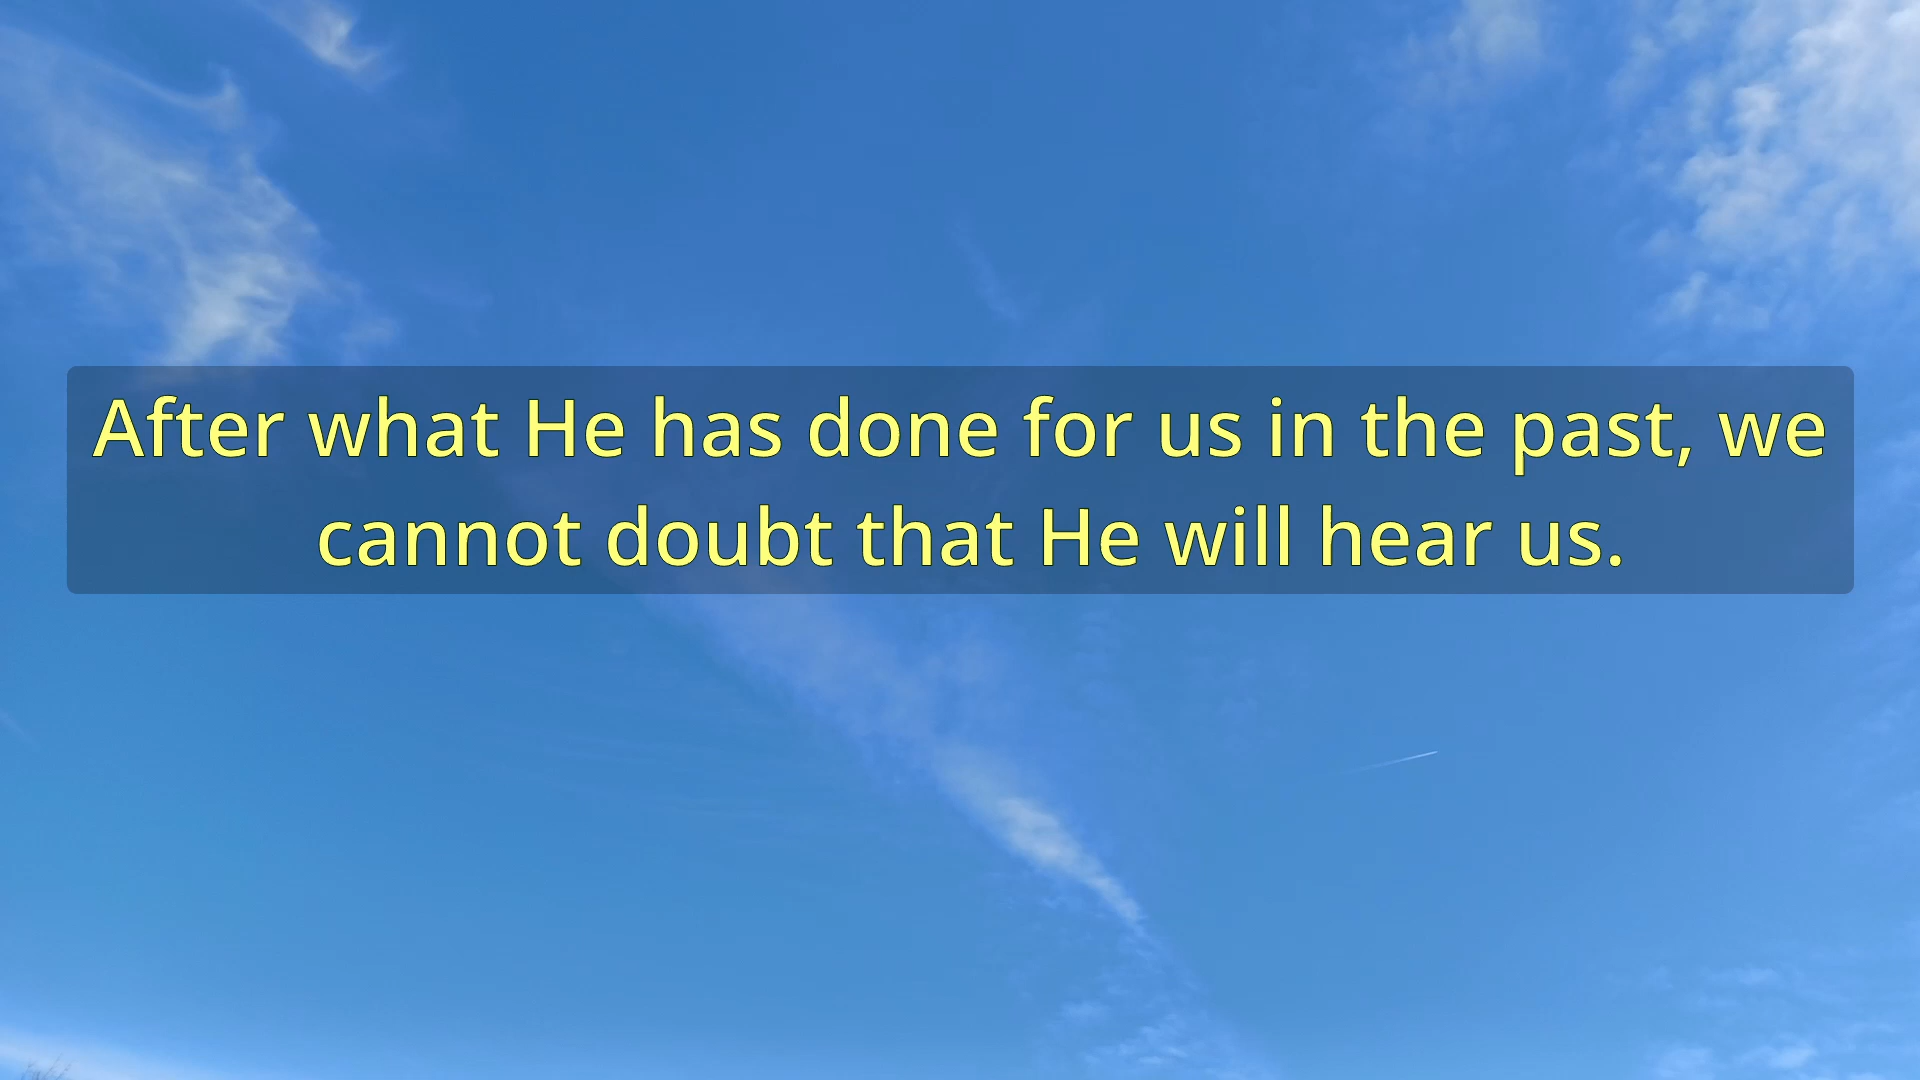 After what He has done for us in the past, we
cannot doubt that He will hear us.